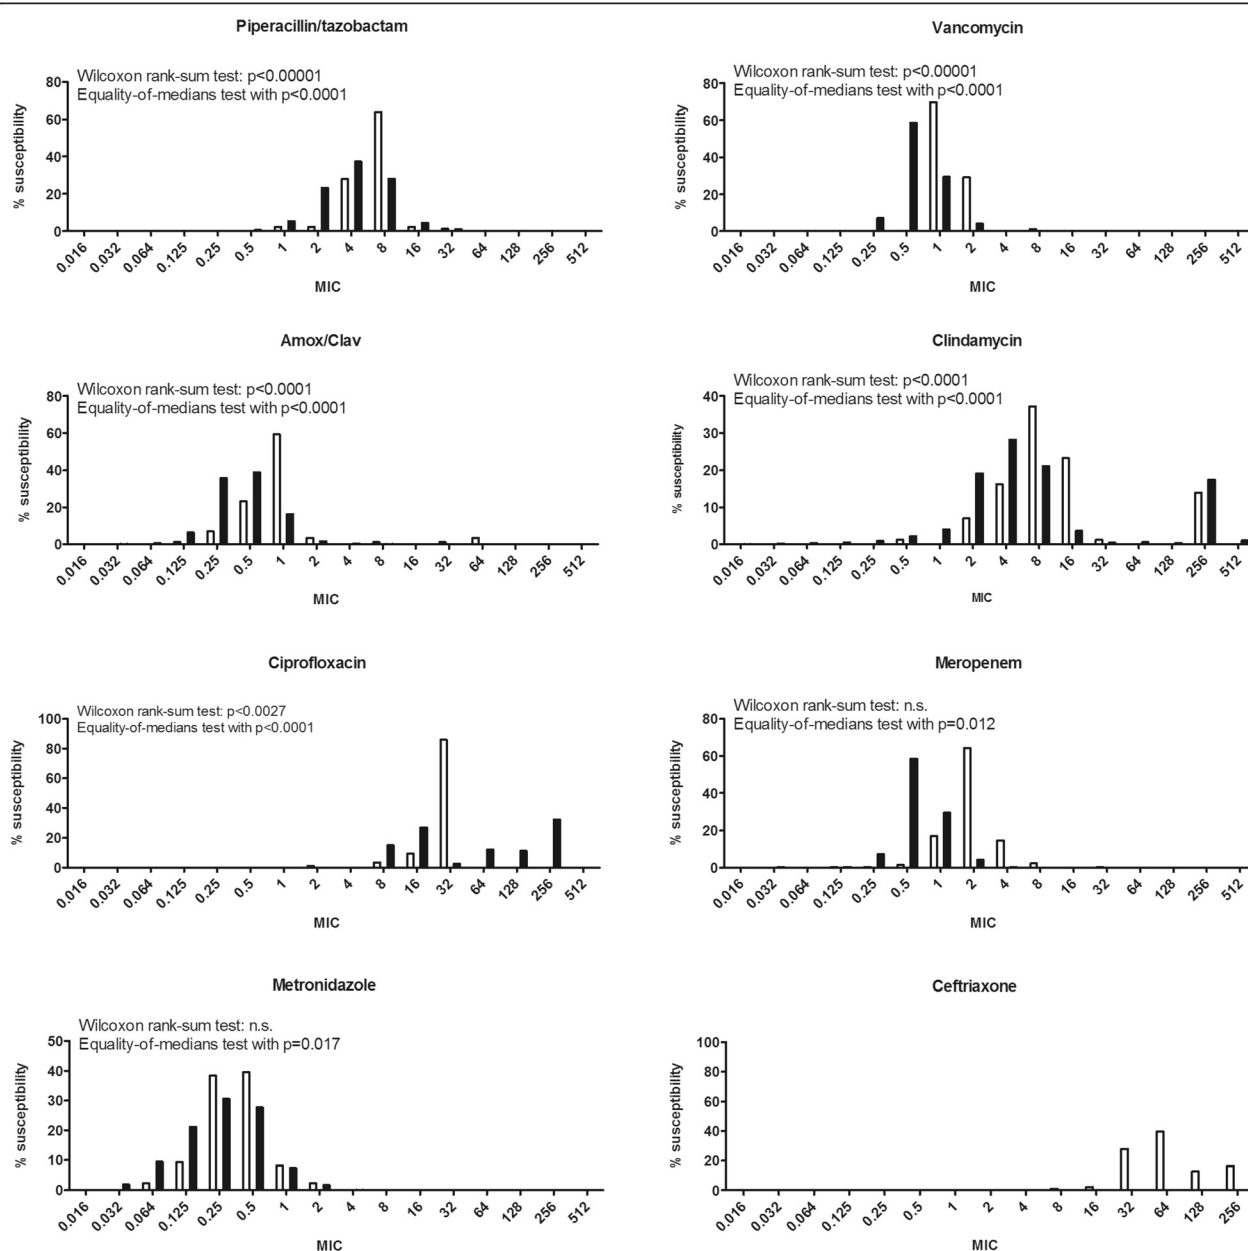 Piperacillin/tazobactam
Wilcoxon rank-sum test: p<0.00001
Equality-of-medians test with p<0.0001
% susceptibility
80
60
40
20
0
0.016 0.032 0.064 0.125 0.25 0.5 1 2 4 8 16 32 64 128 256 512
MIC
Vancomycin
Wilcoxon rank-sum test: p<0.00001
Equality-of-medians test with p<0.0001
% susceptibility
80
60
40
20
0
0.016 0.032 0.064 0.125 0.25 0.5 1 2 4 8 16 32 64 128 256 512
MIC
Amox/Clav
Wilcoxon rank-sum test: p<0.0001
Equality-of-medians test with p<0.0001
% susceptibility
80
60
40
20
0
0.016 0.032 0.064 0.125 0.25 0.5 1 2 4 8 16 32 64 128 256 512
MIC
Clindamycin
Wilcoxon rank-sum test: p<0.0001
Equality-of-medians test with p<0.0001
% susceptibility
40
30
20
10
0
0.016 0.032 0.064 0.125 0.25 0.5 1 2 4 8 16 32 64 128 256 512
MIC
Ciprofloxacin
Wilcoxon rank-sum test: p<0.0027
Equality-of-medians test with p<0.0001
% susceptibility
100
80
60
40
20
0
0.016 0.032 0.064 0.125 0.25 0.5 1 2 4 8 16 32 64 128 256 512
MIC
Meropenem
Wilcoxon rank-sum test: n.s.
Equality-of-medians test with p=0.012
% susceptibility
80
60
40
20
0
0.016 0.032 0.064 0.125 0.25 0.5 1 2 4 8 16 32 64 128 256 512
MIC
Metronidazole
Wilcoxon rank-sum test: n.s.
Equality-of-medians test with p=0.017
% susceptibility
50
40
30
20
10
0
0.016 0.032 0.064 0.125 0.25 0.5 1 2 4 8 16 32 64 128 256 512
MIC
Ceftriaxone
% susceptibility
100
80
60
40
20
0
0.016 0.032 0.064 0.125 0.25 0.5 1 2 4 8 16 32 64 128 256
MIC